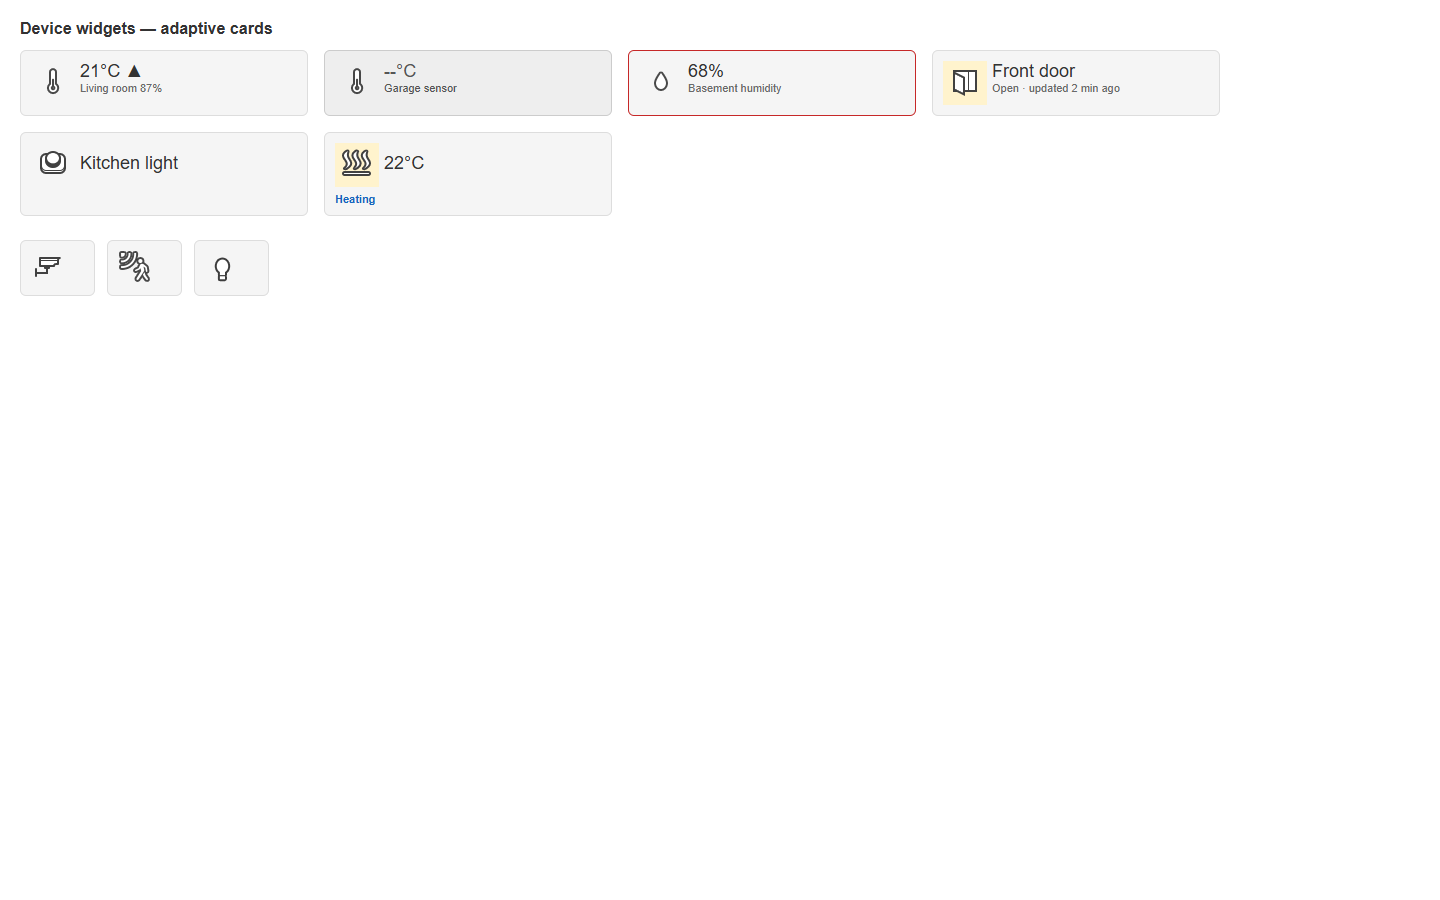 Device widgets — adaptive cards
21°C ▲
Living room 87%
--°C
Garage sensor
68%
Basement humidity
Front door
Open · updated 2 min ago
Kitchen light
22°C
Heating